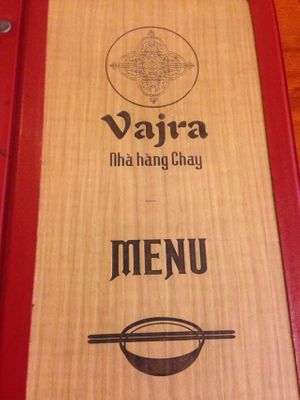 Vajra
Nhà hàng Chay
MENU